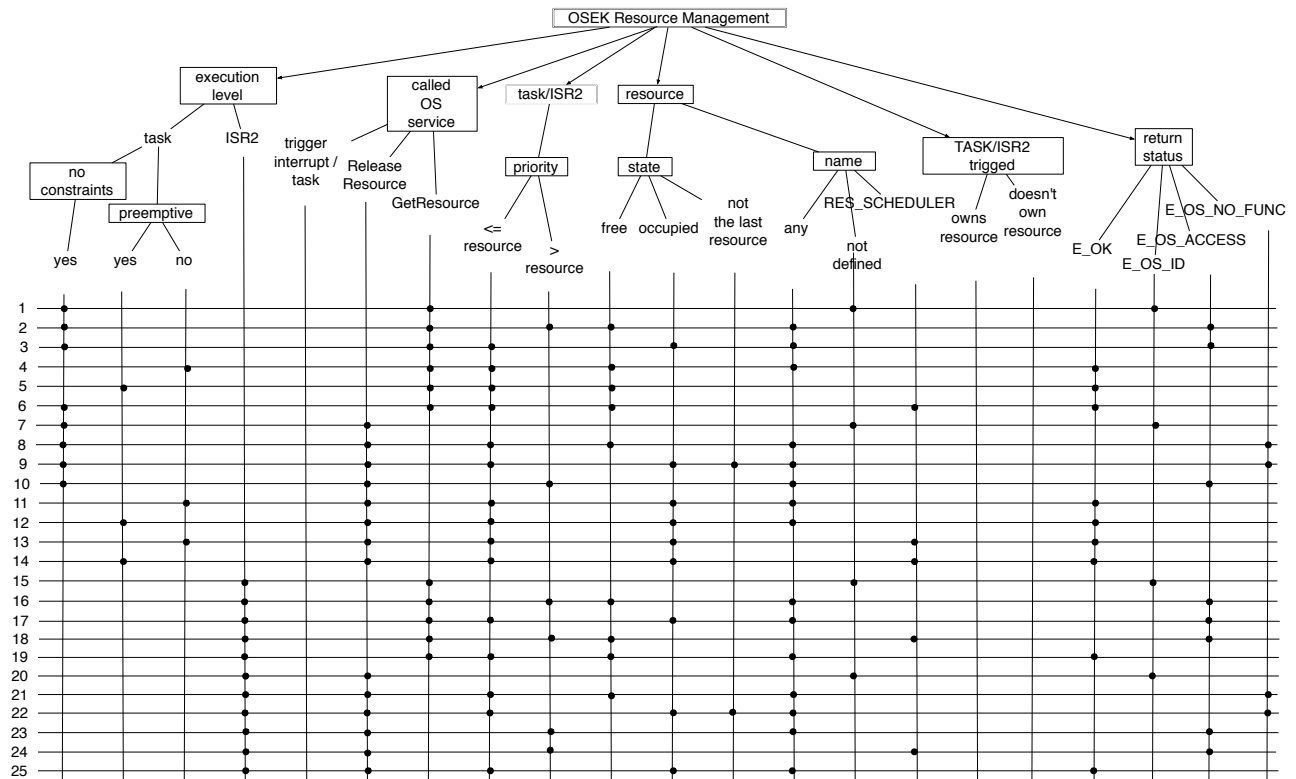 OSEK Resource Management
execution
level
called
OS
service
task/ISR2
resource
TASK/ISR2
trigged
return
status
task
ISR2
trigger
interrupt /
task
Release
Resource
GetResource
priority
state
name
no
constraints
preemptive
yes
yes
no
<=
resource
>
resource
free
occupied
not
the last
resource
any
RES_SCHEDULER
not
defined
owns
resource
doesn't
own
resource
E_OK
E_OS_ID
E_OS_ACCESS
E_OS_NO_FUNC
1
2
3
4
5
6
7
8
9
10
11
12
13
14
15
16
17
18
19
20
21
22
23
24
25